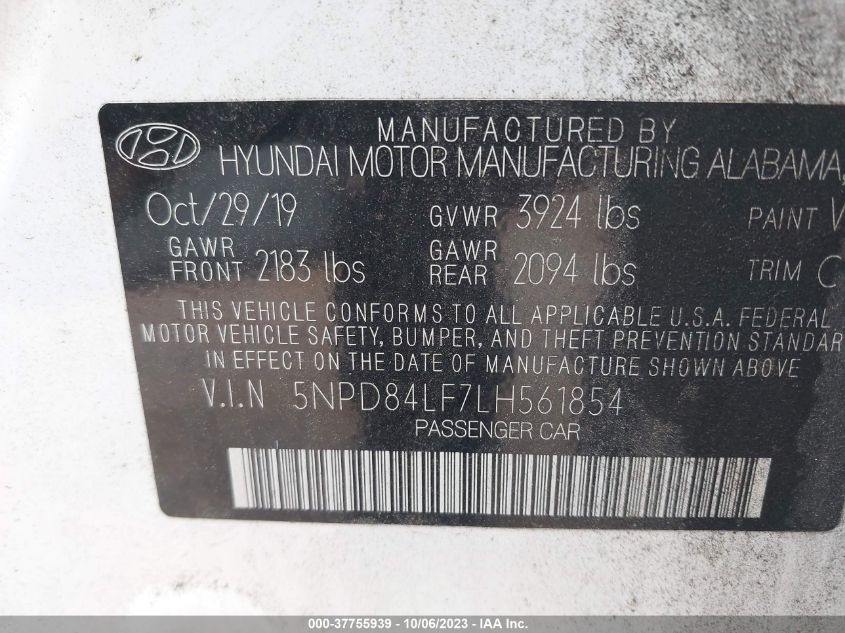 MANUFACTURED BY
HYUNDAI MOTOR MANUFACTURING ALABAMA,
Oct/29/19 GVWR 3924 lbs PAINT
GAWR FRONT 2183 lbs GAWR REAR 2094 lbs TRIM C
THIS VEHICLE CONFORMS TO ALL APPLICABLE U.S.A. FEDERAL
MOTOR VEHICLE SAFETY, BUMPER, AND THEFT PREVENTION STANDAR
IN EFFECT ON THE DATE OF MANUFACTURE SHOWN ABOVE
V.I.N 5NPD84LF7LH561854
PASSENGER CAR
000-37755939 - 10/06/2023 - IAA Inc.